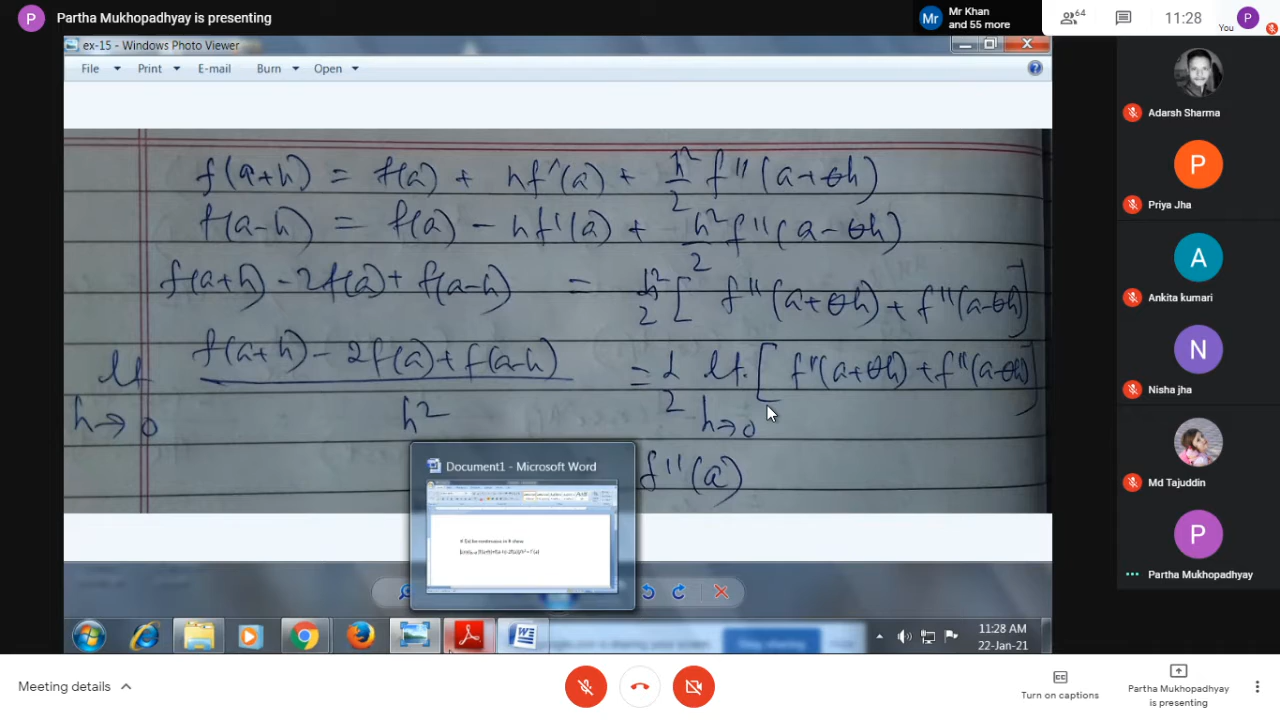 P Partha Mukhopadhyay is presenting
Mr Mr Khan and 55 more
64
11:28
You P
ex-15 - Windows Photo Viewer
File Print E-mail Burn Open
f(a+h) = f(a) + hf'(a) + h²/2 f''(a+θh)
f(a-h) = f(a) - hf'(a) + h²/2 f''(a-θh)
f(a+h) - 2f(a) + f(a-h) = h²/2 [f''(a+θh) + f''(a-θh)]
lt h→0 f(a+h) - 2f(a) + f(a-h) / h² = 1/2 lt. h→0 [f''(a+θh) + f''(a-θh)]
f''(a)
Document1 - Microsoft Word
11:28 AM
22-Jan-21
Adarsh Sharma
P
Priya Jha
A
Ankita kumari
N
Nisha jha
Md Tajuddin
P
Partha Mukhopadhyay
Meeting details
CC
Turn on captions
Partha Mukhopadhyay
is presenting